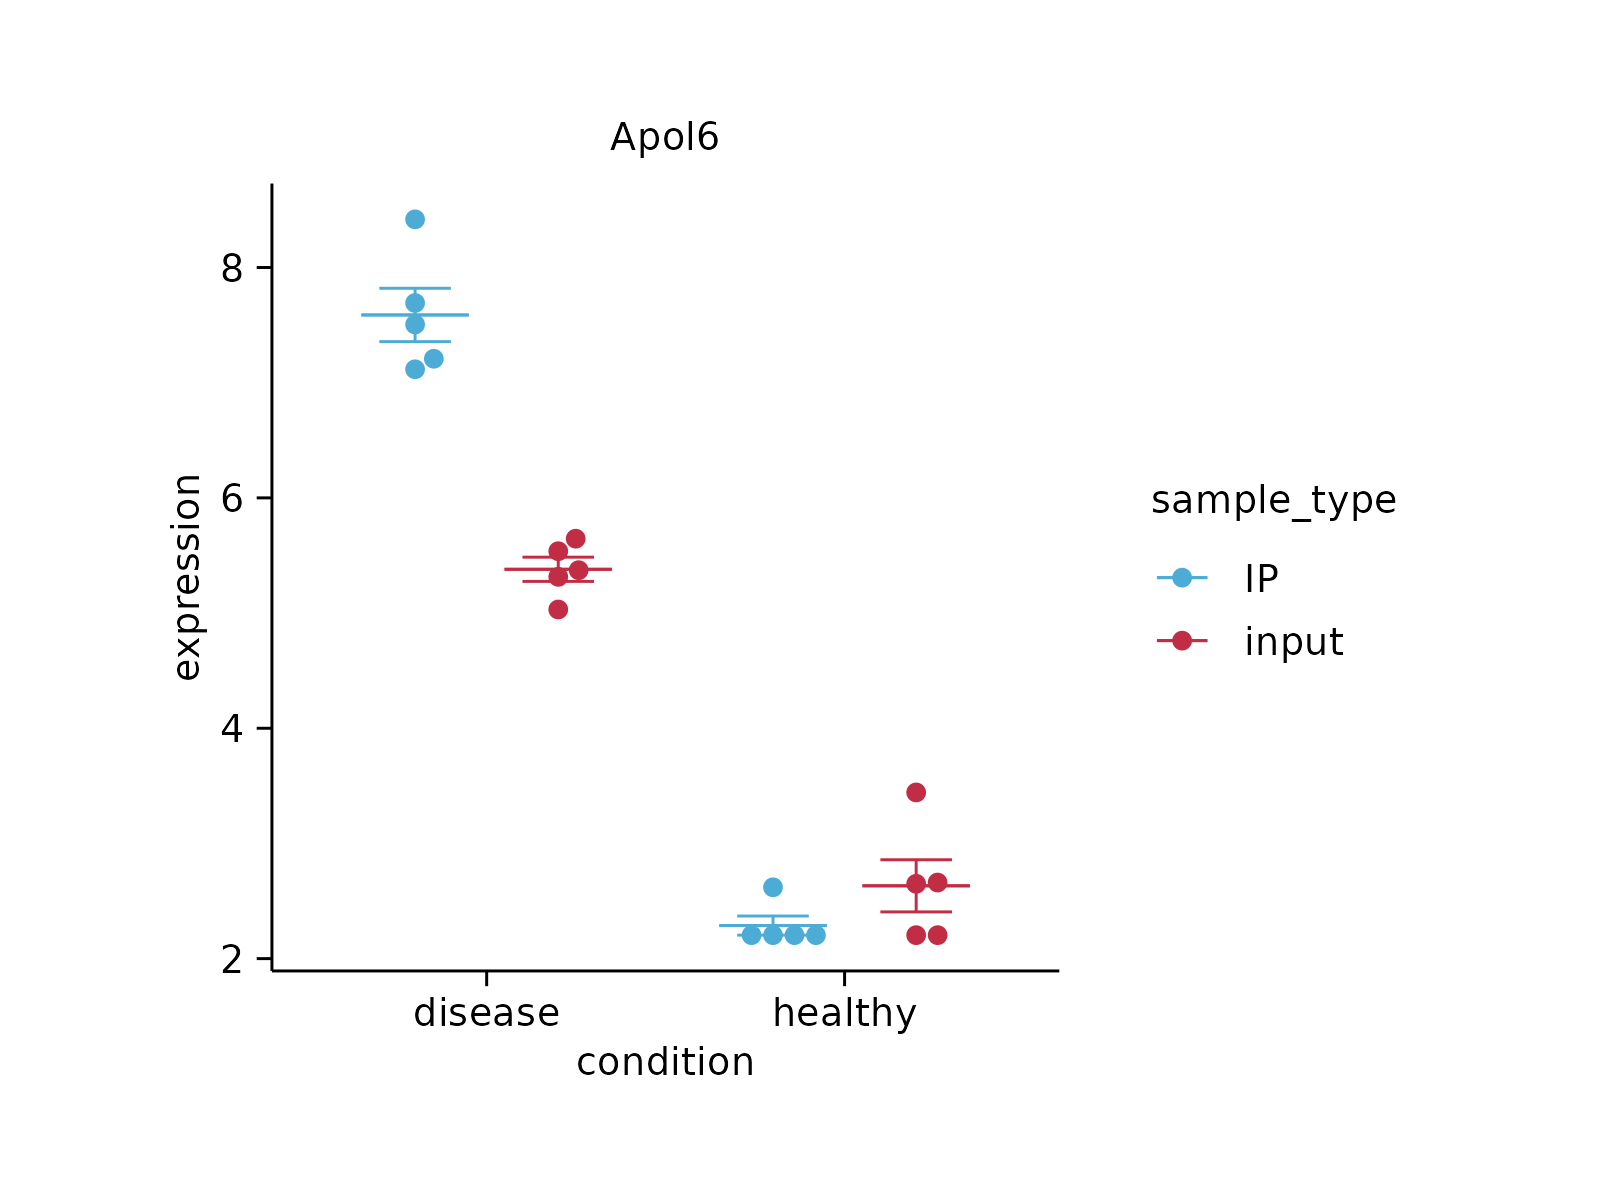 Apol6
8
6
4
2
expression
disease healthy
condition
sample_type
IP
input